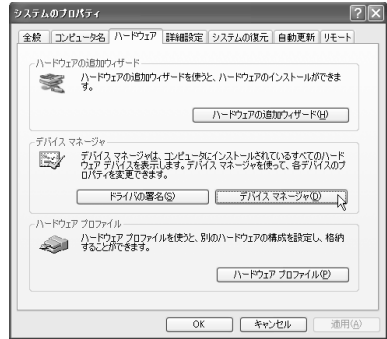 システムのプロパティ
全般 コンピュータ名 ハードウェア 詳細設定 システムの復元 自動更新 リモート
ハードウェアの追加ウィザード
ハードウェアの追加ウィザードを使うと、ハードウェアのインストールができま
す。
ハードウェアの追加ウィザード(H)
デバイス マネージャ
デバイス マネージャは、コンピュータにインストールされているすべてのハード
ウェア デバイスを表示します。デバイス マネージャを使って、各デバイスのプ
ロパティを変更できます。
ドライバの署名(S) デバイス マネージャ(D)
ハードウェア プロファイル
ハードウェア プロファイルを使うと、別のハードウェアの構成を設定し、格納
することができます。
ハードウェア プロファイル(P)
OK キャンセル 適用(A)